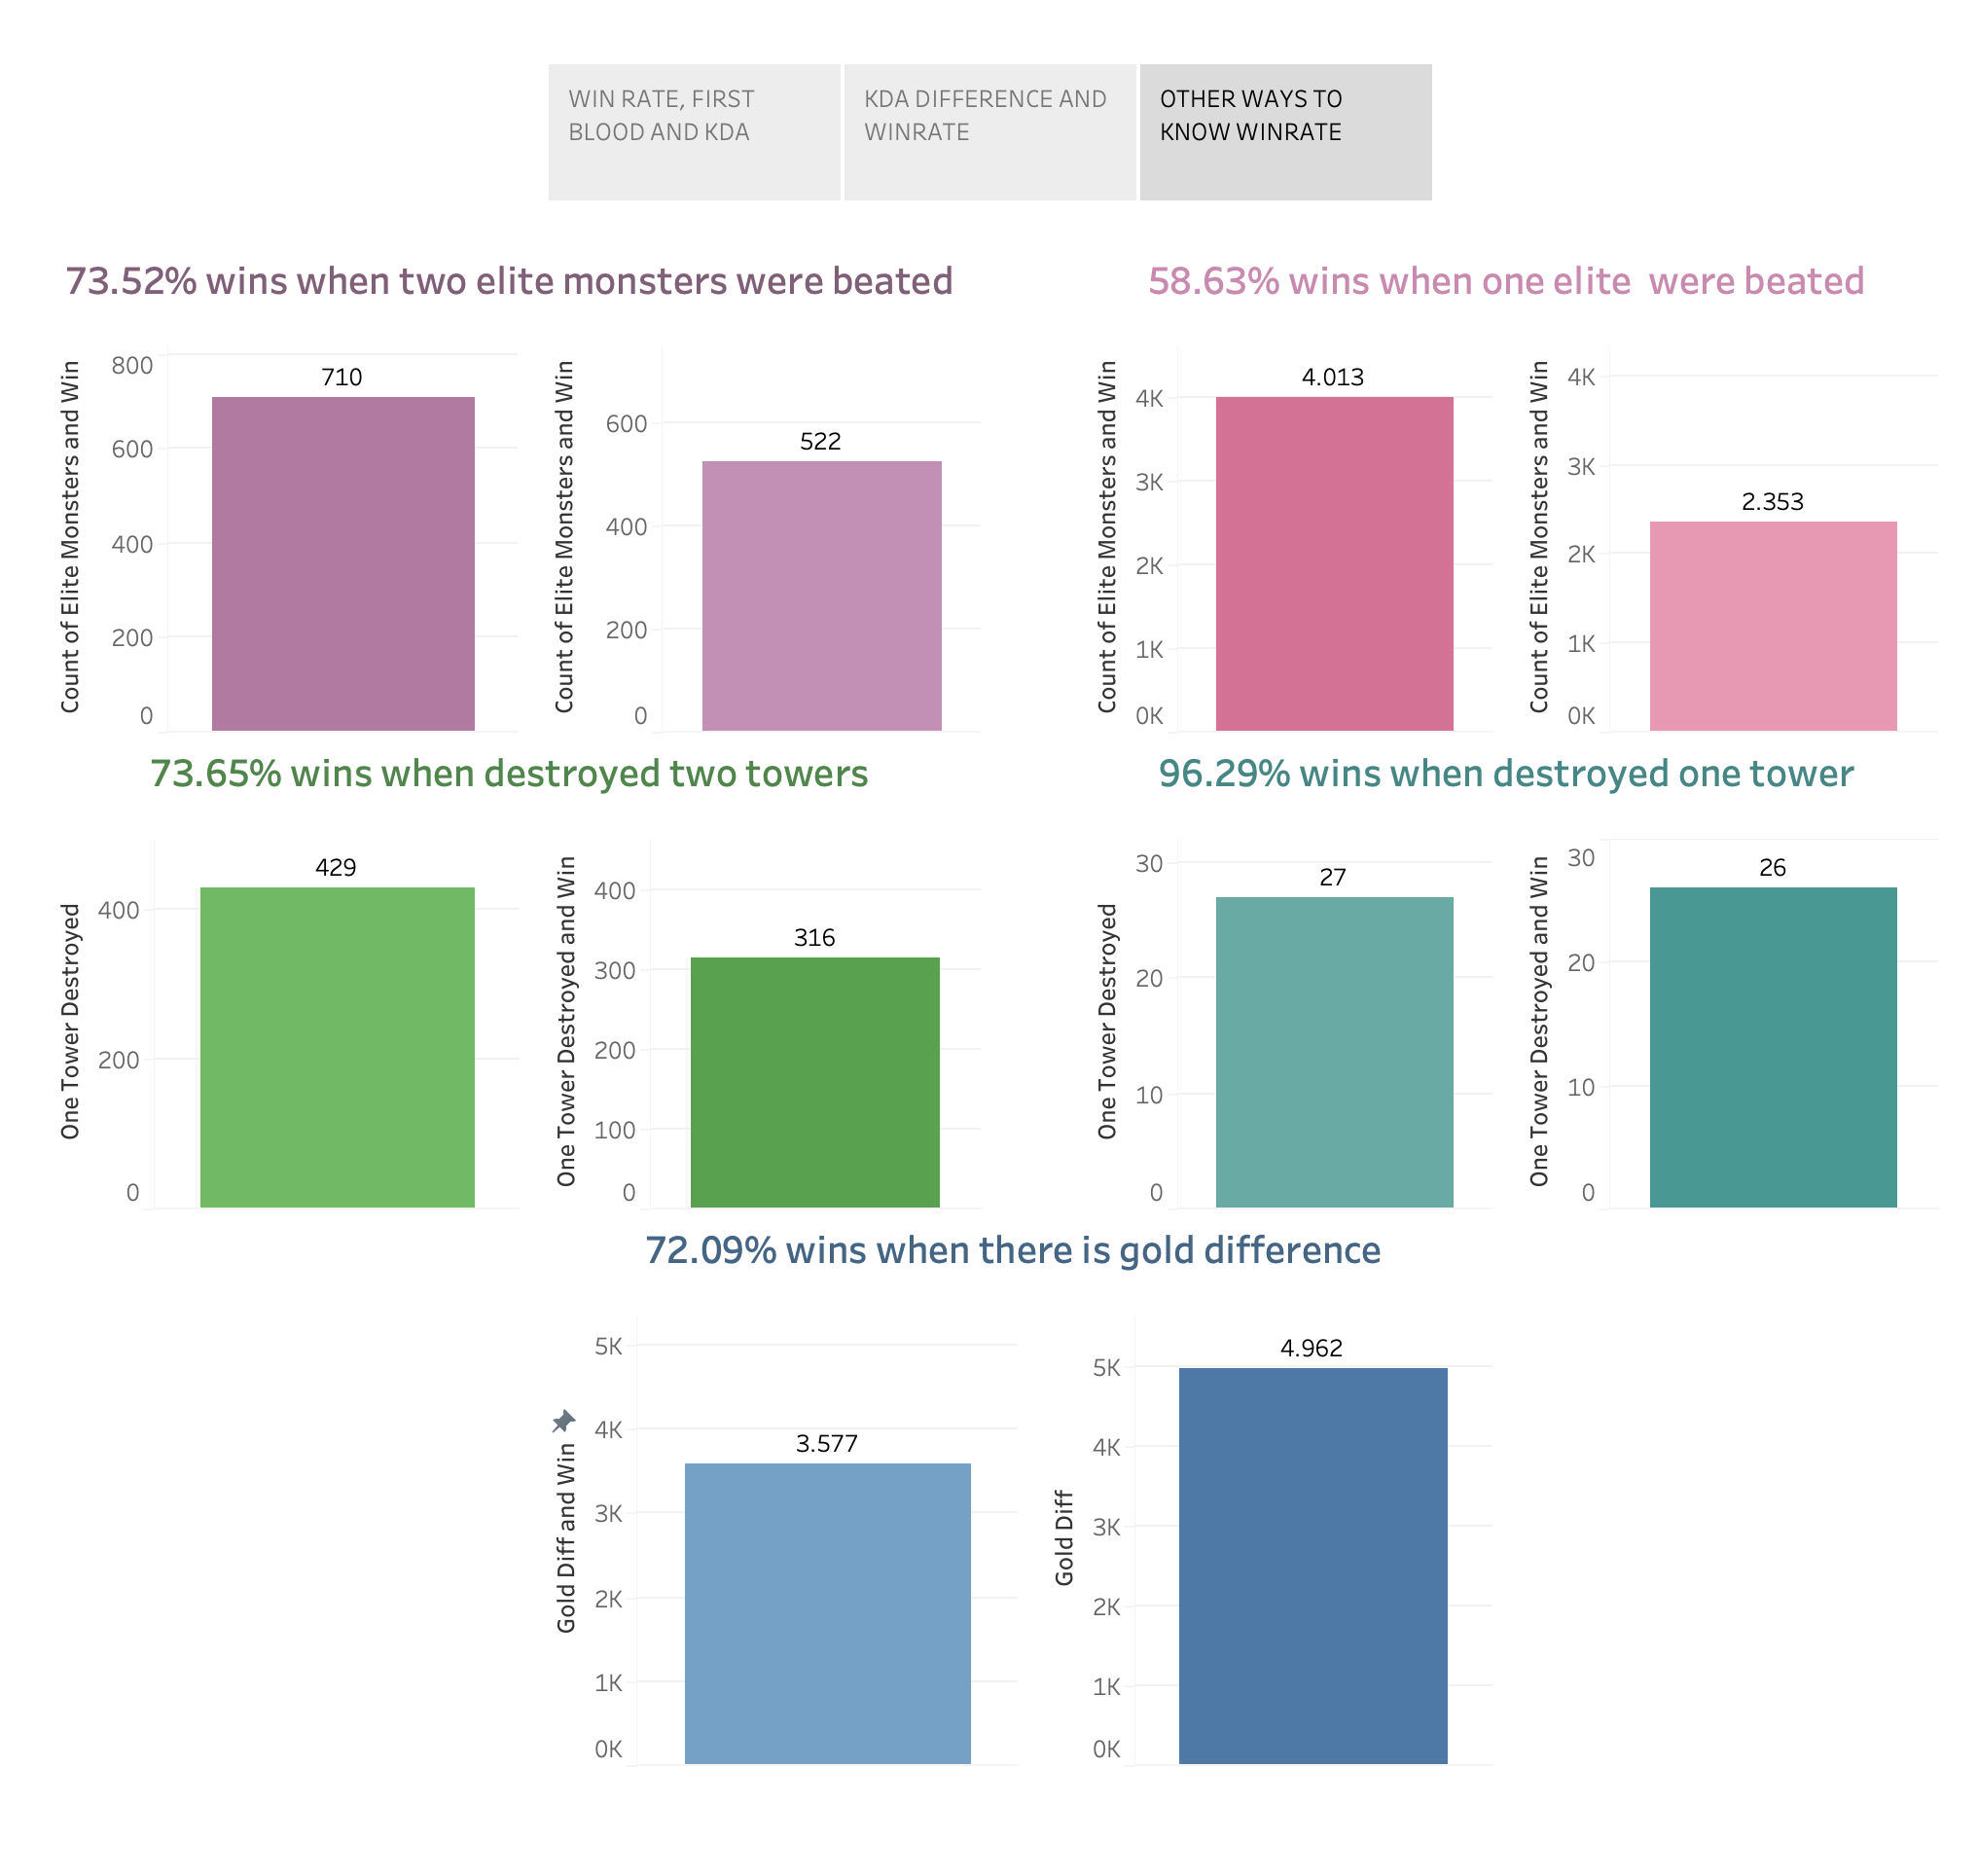 WIN RATE, FIRST
BLOOD AND KDA
KDA DIFFERENCE AND
WINRATE
OTHER WAYS TO
KNOW WINRATE
73.52% wins when two elite monsters were beated
Count of Elite Monsters and Win
800
600
400
200
0
710
Count of Elite Monsters and Win
600
400
200
0
522
58.63% wins when one elite  were beated
Count of Elite Monsters and Win
4K
3K
2K
1K
0K
4.013
Count of Elite Monsters and Win
4K
3K
2K
1K
0K
2.353
73.65% wins when destroyed two towers
One Tower Destroyed
400
200
0
429
One Tower Destroyed and Win
400
300
200
100
0
316
96.29% wins when destroyed one tower
One Tower Destroyed
30
20
10
0
27
One Tower Destroyed and Win
30
20
10
0
26
72.09% wins when there is gold difference
Gold Diff and Win
5K
4K
3K
2K
1K
0K
3.577
Gold Diff
5K
4K
3K
2K
1K
0K
4.962